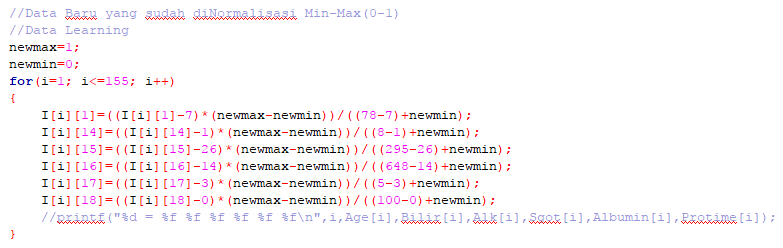 //Data Baru yang sudah diNormalisasi Min-Max(0-1)
//Data Learning
newmax=1;
newmin=0;
for(i=1; i<=155; i++)
{
    I[i][1]=((I[i][1]-7)*(newmax-newmin))/((78-7)+newmin);
    I[i][14]=((I[i][14]-1)*(newmax-newmin))/((8-1)+newmin);
    I[i][15]=((I[i][15]-26)*(newmax-newmin))/((295-26)+newmin);
    I[i][16]=((I[i][16]-14)*(newmax-newmin))/((648-14)+newmin);
    I[i][17]=((I[i][17]-3)*(newmax-newmin))/((5-3)+newmin);
    I[i][18]=((I[i][18]-0)*(newmax-newmin))/((100-0)+newmin);
    //printf("%d = %f %f %f %f %f %f\n",i,Age[i],Bilir[i],Alk[i],Sgot[i],Albumin[i],Protime[i]);
}